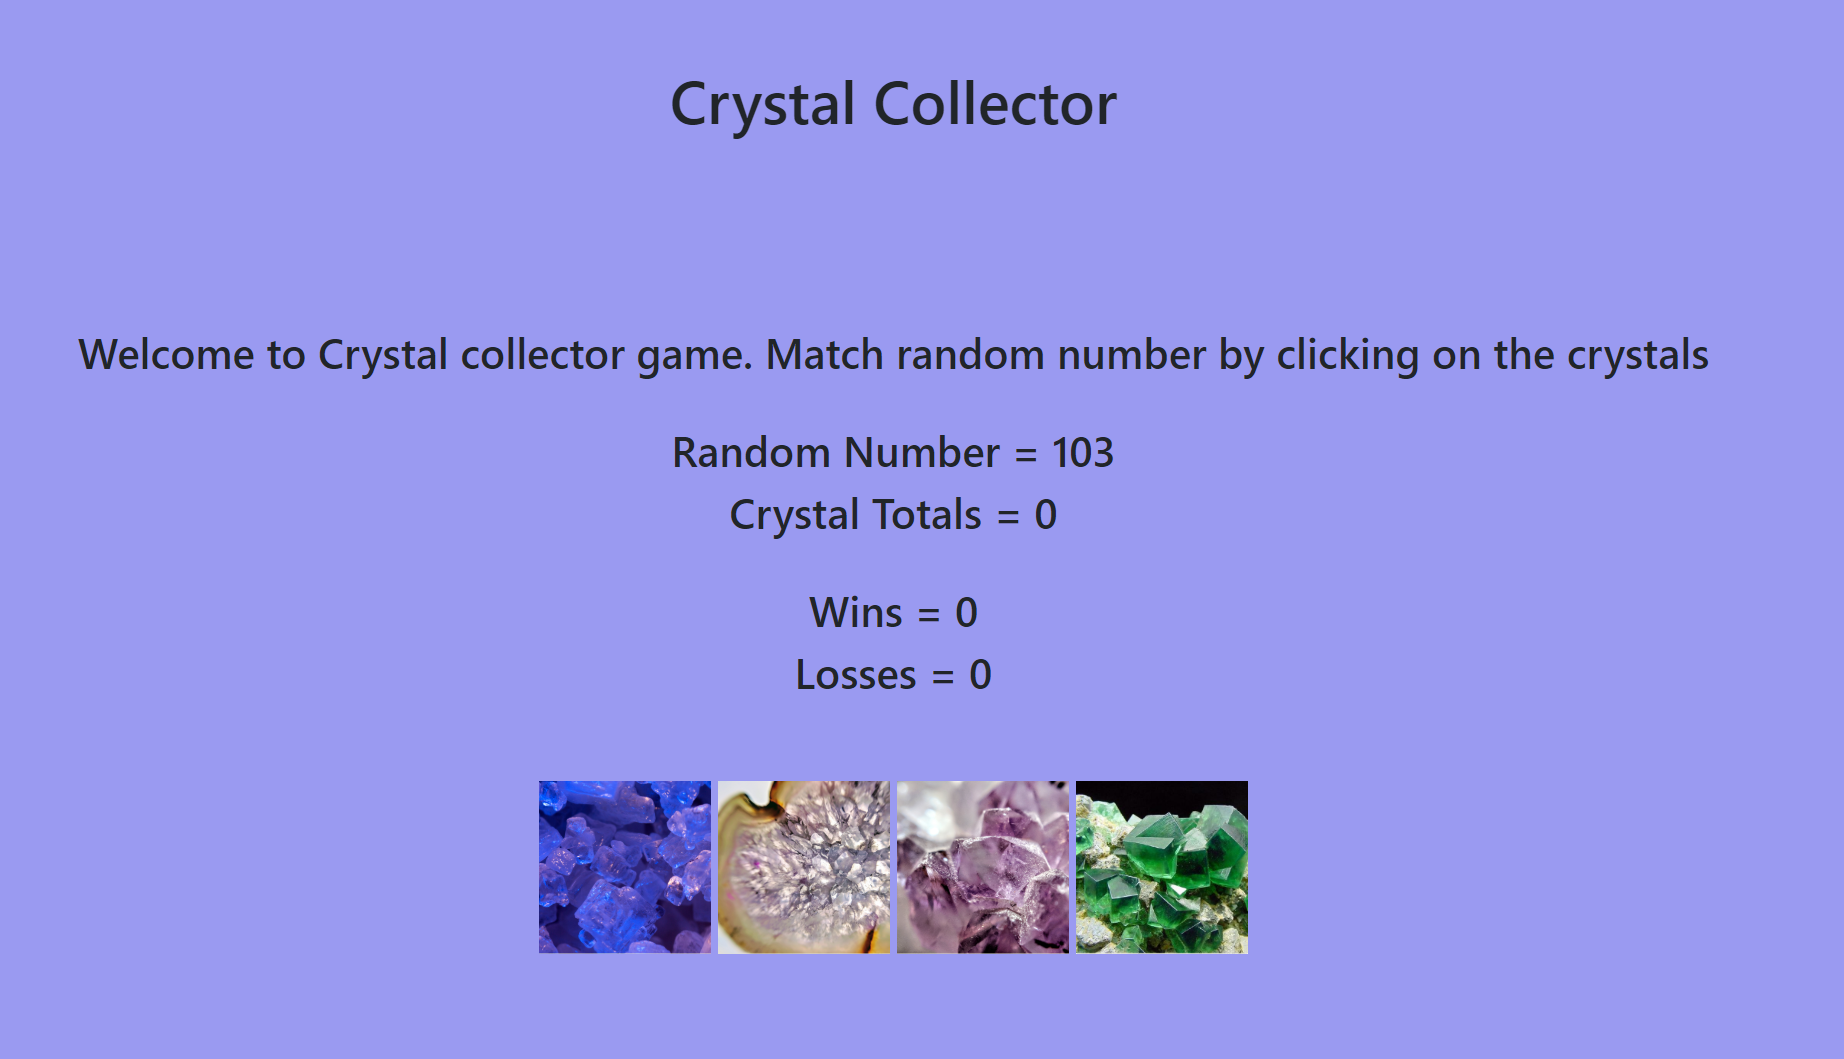 Crystal Collector
Welcome to Crystal collector game. Match random number by clicking on the crystals
Random Number = 103
Crystal Totals = 0
Wins = 0
Losses = 0